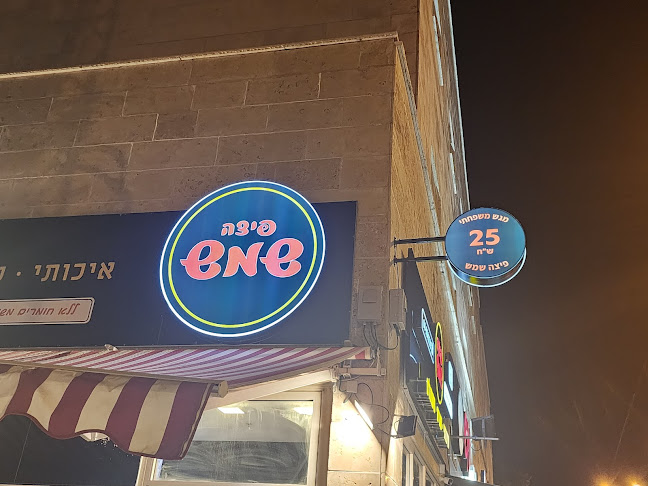 פיצה
שמש
מגש משפחתי
25
ש"ח
פיצה שמש
איכותי ·
ללא חומרים